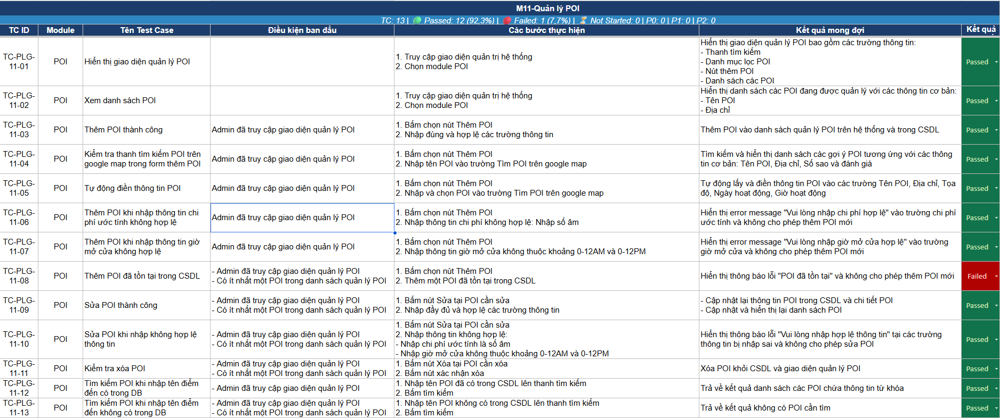 M11-Quản lý POI
TC: 13 | Passed: 12 (92,3%) | Failed: 1 (7,7%) | Not Started: 0 | P0: 0 | P1: 0 | P2: 0
TC ID Module Tên Test Case Điều kiện ban đầu Các bước thực hiện Kết quả mong đợi Kết quả
TC-PLG-
11-01
POI
Hiển thị giao diện quản lý POI
1. Truy cập giao diện quản trị hệ thống
2. Chọn module POI
Hiển thị giao diện quản lý POI bao gồm các trường thông tin:
- Thanh tìm kiếm
- Danh mục lọc POI
- Nút thêm POI
- Danh sách các POI
Passed
TC-PLG-
11-02
POI
Xem danh sách POI
1. Truy cập giao diện quản trị hệ thống
2. Chọn module POI
Hiển thị danh sách các POI đang được quản lý với các thông tin cơ bản:
- Tên POI
- Địa chỉ
Passed
TC-PLG-
11-03
POI
Thêm POI thành công
Admin đã truy cập giao diện quản lý POI
1. Bấm chọn nút Thêm POI
2. Nhập đúng và hợp lệ các trường thông tin
Thêm POI vào danh sách quản lý POI trên hệ thống và trong CSDL
Passed
TC-PLG-
11-04
POI
Kiểm tra thanh tìm kiếm POI trên
google map trong form thêm POI
Admin đã truy cập giao diện quản lý POI
1. Bấm chọn nút Thêm POI
2. Nhập tên POI vào trường Tìm POI trên google map
Tìm kiếm và hiển thị danh sách các gợi ý POI tương ứng với các thông
tin cơ bản: Tên POI, Địa chỉ, Số sao và đánh giá
Passed
TC-PLG-
11-05
POI
Tự động điền thông tin POI
Admin đã truy cập giao diện quản lý POI
1. Bấm chọn nút Thêm POI
2. Nhập và chọn POI vào trường Tìm POI trên google map
Tự động lấy và điền thông tin POI vào các trường Tên POI, Địa chỉ, Tọa
độ, Ngày hoạt động, Giờ hoạt động
Passed
TC-PLG-
11-06
POI
Thêm POI khi nhập thông tin chi
phí ước tính không hợp lệ
Admin đã truy cập giao diện quản lý POI
1. Bấm chọn nút Thêm POI
2. Nhập thông tin chi phí không hợp lệ: Nhập số âm
Hiển thị error message "Vui lòng nhập chi phí hợp lệ" vào trường chi phí
ước tính và không cho phép thêm POI mới
Passed
TC-PLG-
11-07
POI
Thêm POI khi nhập thông tin giờ
mở cửa không hợp lệ
Admin đã truy cập giao diện quản lý POI
1. Bấm chọn nút Thêm POI
2. Nhập thông tin giờ mở cửa không thuộc khoảng 0-12AM và 0-12PM
Hiển thị error message "Vui lòng nhập giờ mở cửa hợp lệ" vào trường
giờ mở cửa và không cho phép thêm POI mới
Passed
TC-PLG-
11-08
POI
Thêm POI đã tồn tại trong CSDL
- Admin đã truy cập giao diện quản lý POI
- Có ít nhất một POI trong danh sách quản lý POI
1. Bấm chọn nút Thêm POI
2. Thêm một POI đã tồn tại trong CSDL
Hiển thị thông báo lỗi "POI đã tồn tại" và không cho phép thêm POI mới
Failed
TC-PLG-
11-09
POI
Sửa POI thành công
- Admin đã truy cập giao diện quản lý POI
- Có ít nhất một POI trong danh sách quản lý POI
1. Bấm nút Sửa tại POI cần sửa
2. Nhập đầy đủ và hợp lệ các trường thông tin
- Cập nhật lại thông tin POI trong CSDL và chi tiết POI
- Cập nhật và hiển thị lại danh sách POI
Passed
TC-PLG-
11-10
POI
Sửa POI khi nhập không hợp lệ
thông tin
- Admin đã truy cập giao diện quản lý POI
- Có ít nhất một POI trong danh sách quản lý POI
1. Bấm nút Sửa tại POI cần sửa
2. Nhập thông tin không hợp lệ:
- Nhập chi phí ước tính là số âm
- Nhập giờ mở cửa không thuộc khoảng 0-12AM và 0-12PM
Hiển thị thông báo lỗi "Vui lòng nhập hợp lệ thông tin" tại các trường
thông tin bị nhập sai và không cho phép sửa POI
Passed
TC-PLG-
11-11
POI
Kiểm tra xóa POI
- Admin đã truy cập giao diện quản lý POI
- Có ít nhất một POI trong danh sách quản lý POI
1. Bấm nút Xóa tại POI cần xóa
2. Bấm nút xác nhận xóa
Xóa POI khỏi CSDL và giao diện quản lý POI
Passed
TC-PLG-
11-12
POI
Tìm kiếm POI khi nhập tên điểm
đến có trong DB
- Admin đã truy cập giao diện quản lý POI
1. Nhập tên POI đã có trong CSDL lên thanh tìm kiếm
2. Bấm tìm kiếm
Trả về kết quả danh sách các POI chứa thông tin từ khóa
Passed
TC-PLG-
11-13
POI
Tìm kiếm POI khi nhập tên điểm
đến không có trong DB
- Admin đã truy cập giao diện quản lý POI
- Có ít nhất một POI trong danh sách quản lý POI
1. Nhập tên POI không có trong CSDL lên thanh tìm kiếm
2. Bấm tìm kiếm
Trả về kết quả không có POI cần tìm
Passed